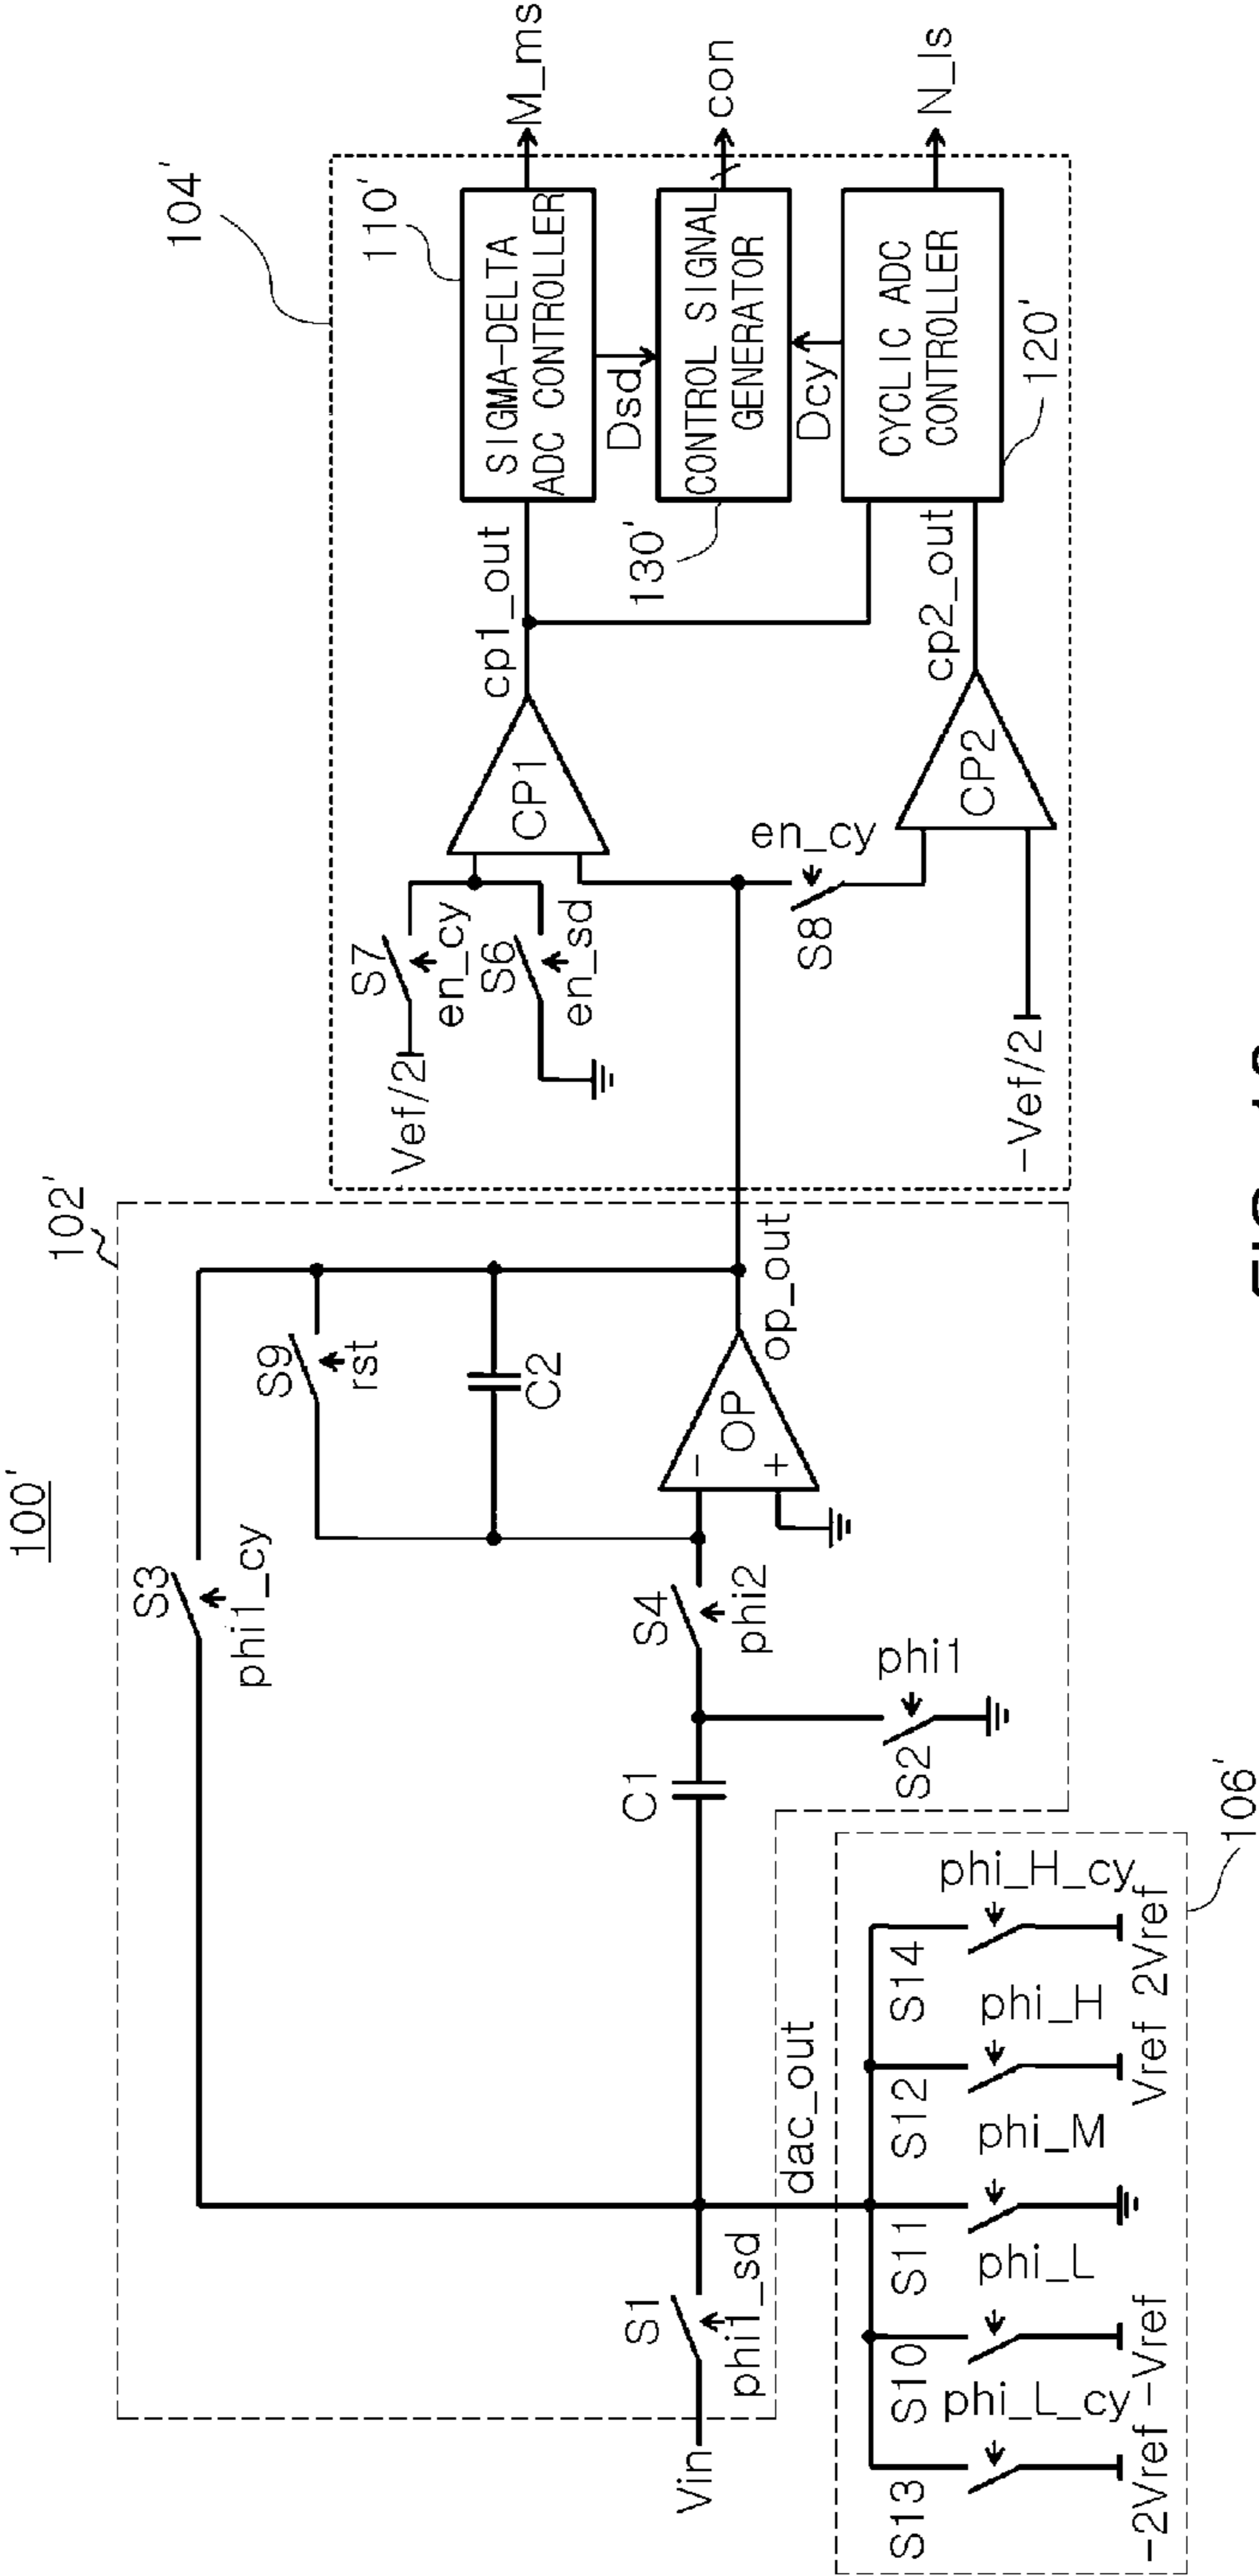 100'
102'
104'
S3
phi1_cy
S9
rst
C2
OP
-
+
op_out
S4
phi2
C1
phi1
S2
S1
phi1_sd
Vin
dac_out
S13
phi_L_cy
-2Vref
S10
phi_L
-Vref
S11
phi_M
S12
phi_H
Vref
S14
phi_H_cy
2Vref
106'
S7
en_cy
Vef/2
S6
en_sd
CP1
cp1_out
en_cy
S8
CP2
cp2_out
-Vef/2
110'
SIGMA-DELTA
ADC CONTROLLER
M_ms
Dsd
CONTROL SIGNAL
GENERATOR
130'
con
Dcy
CYCLIC ADC
CONTROLLER
120'
N_ls